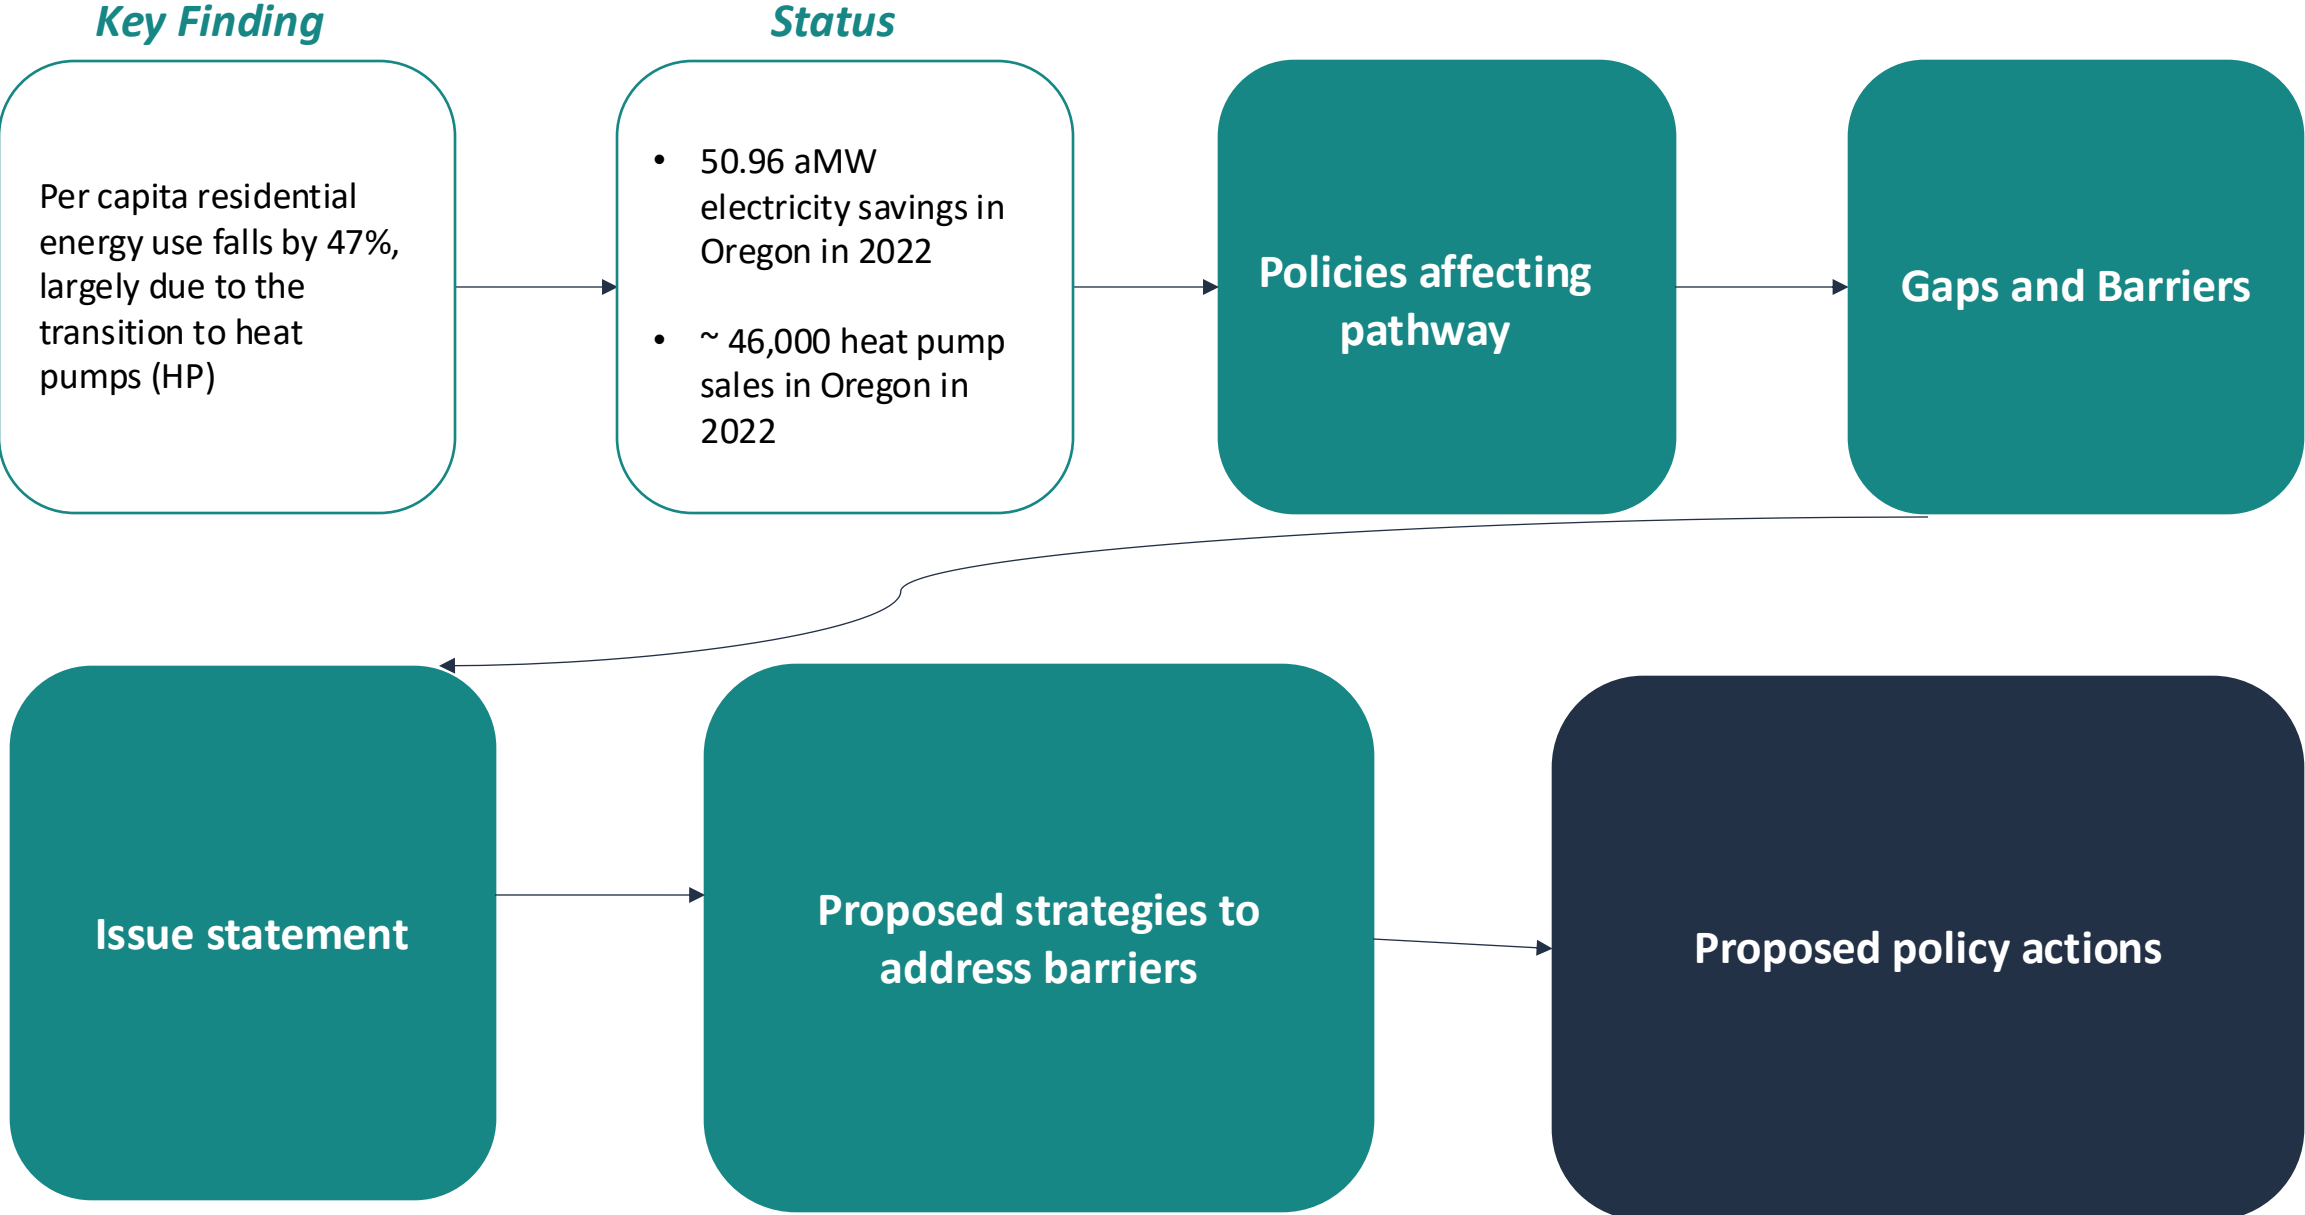 Key Finding
Status
Per capita residential
energy use falls by 47%,
largely due to the
transition to heat
pumps (HP)
• 50.96 aMW
electricity savings in
Oregon in 2022
• ~ 46,000 heat pump
sales in Oregon in
2022
Policies affecting
pathway
Gaps and Barriers
Issue statement
Proposed strategies to
address barriers
Proposed policy actions